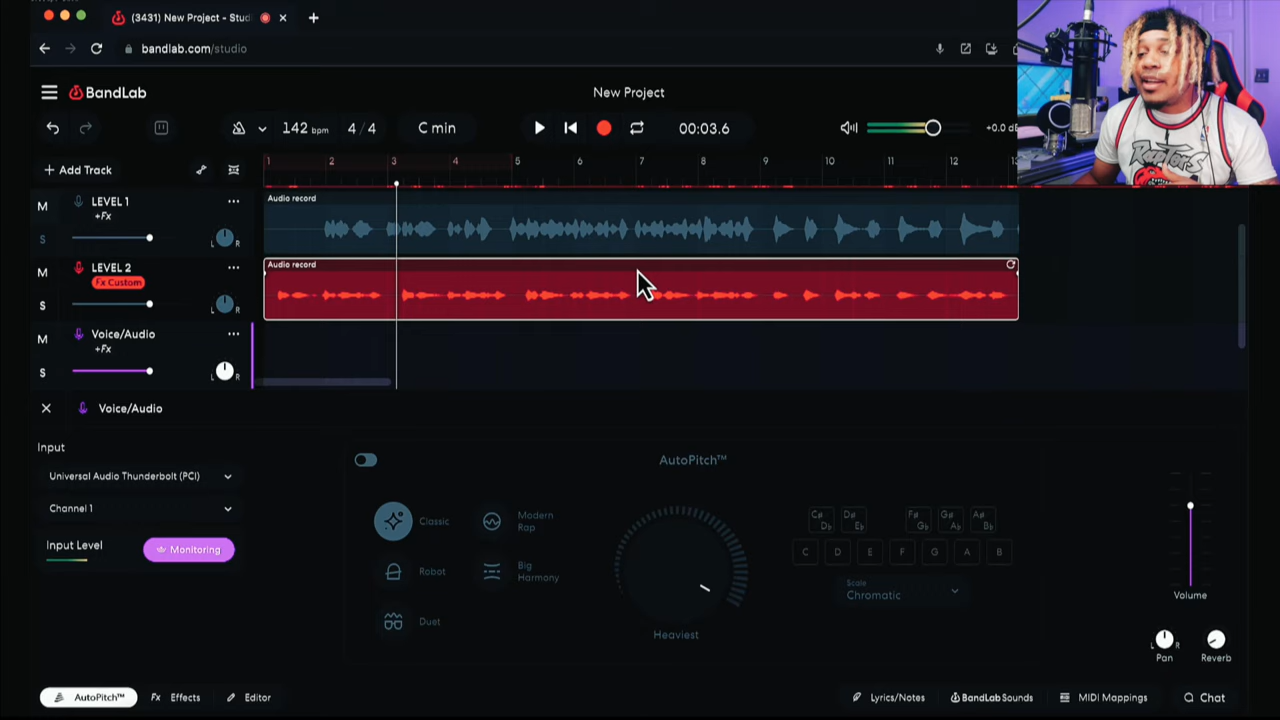 (3431) New Project - Stud
bandlab.com/studio
BandLab
New Project
142 bpm 4/4 C min 00:03.6 +0.0 dB
+ Add Track
1 2 3 4 5 6 7 8 9 10 11 12
M LEVEL 1
+Fx
S L R
Audio record
M LEVEL 2
Fx Custom
S L R
Audio record
M Voice/Audio
+Fx
S L R
Voice/Audio
Input
Universal Audio Thunderbolt (PCI)
Channel 1
Input Level
Monitoring
AutoPitch™
Classic
Modern
Rap
Robot
Big
Harmony
Duet
Heaviest
C# D# F# G# A#
Db Eb Gb Ab Bb
C D E F G A B
Scale
Chromatic
Volume
L R
Pan Reverb
AutoPitch™ Fx Effects Editor Lyrics/Notes BandLab Sounds MIDI Mappings Chat